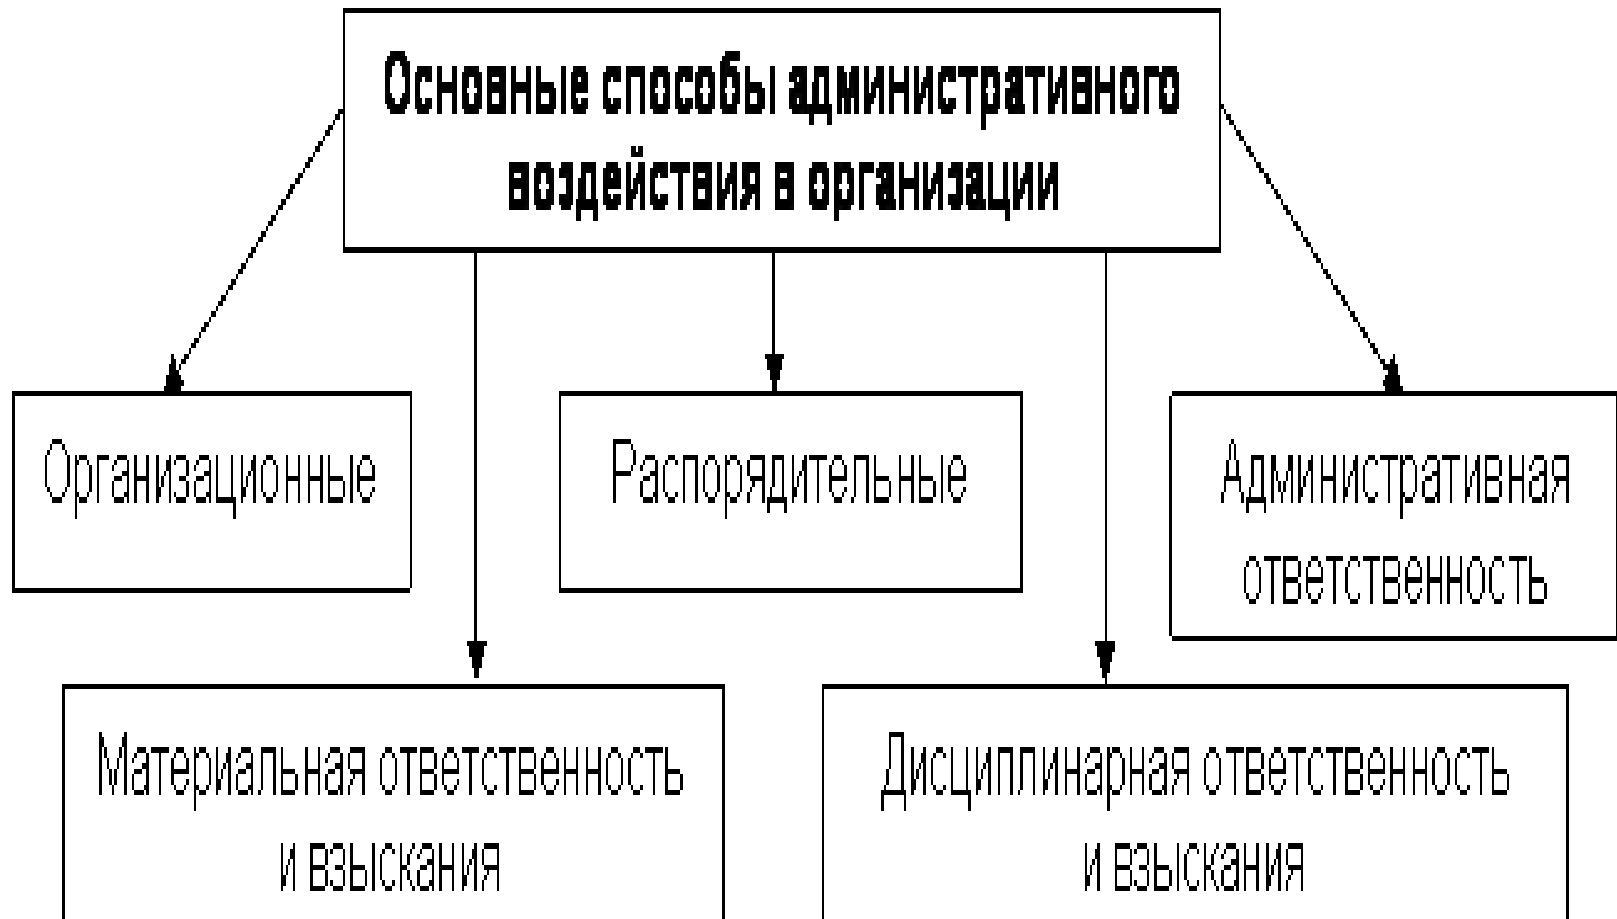 Основные способы административного
воздействия в организации
Организационные
Распорядительные
Административная
ответственность
Материальная ответственность
и взыскания
Дисциплинарная ответственность
и взыскания